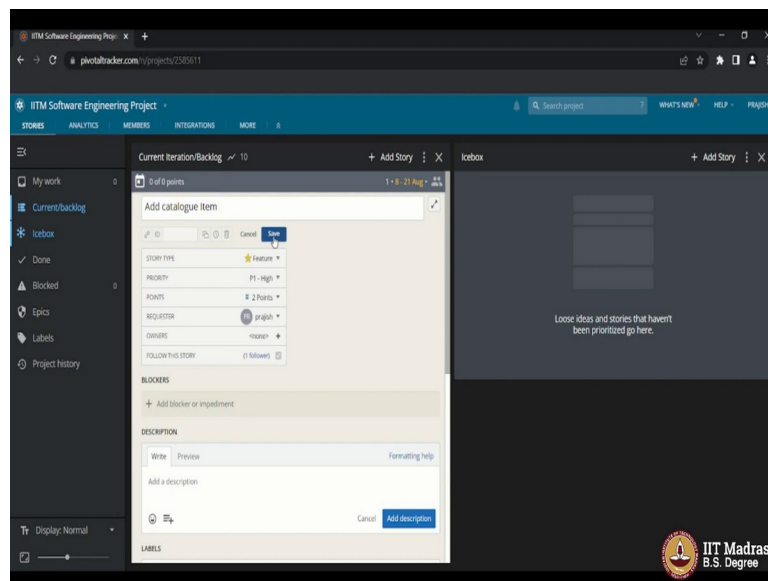 IITM Software Engineering Proje
pivotaltracker.com/n/projects/2585611
IITM Software Engineering Project
Search project
?
WHAT'S NEW
HELP
PRAJISH
STORIES
ANALYTICS
MEMBERS
INTEGRATIONS
MORE
Current Iteration/Backlog
10
+ Add Story
Icebox
+ Add Story
My work
0
Current/backlog
Icebox
Done
Blocked
0
Epics
Labels
Project history
Display: Normal
0 of 0 points
1 • 8 - 21 Aug
Add catalogue Item
ID
Cancel
Save
STORY TYPE
Feature
PRIORITY
P1 - High
POINTS
2 Points
REQUESTER
PR
prajish
OWNERS
<none>
+
FOLLOW THIS STORY
(1 follower)
BLOCKERS
+ Add blocker or impediment
DESCRIPTION
Write
Preview
Formatting help
Add a description
Cancel
Add description
LABELS
Loose ideas and stories that haven't
been prioritized go here.
IIT Madras
B.S. Degree